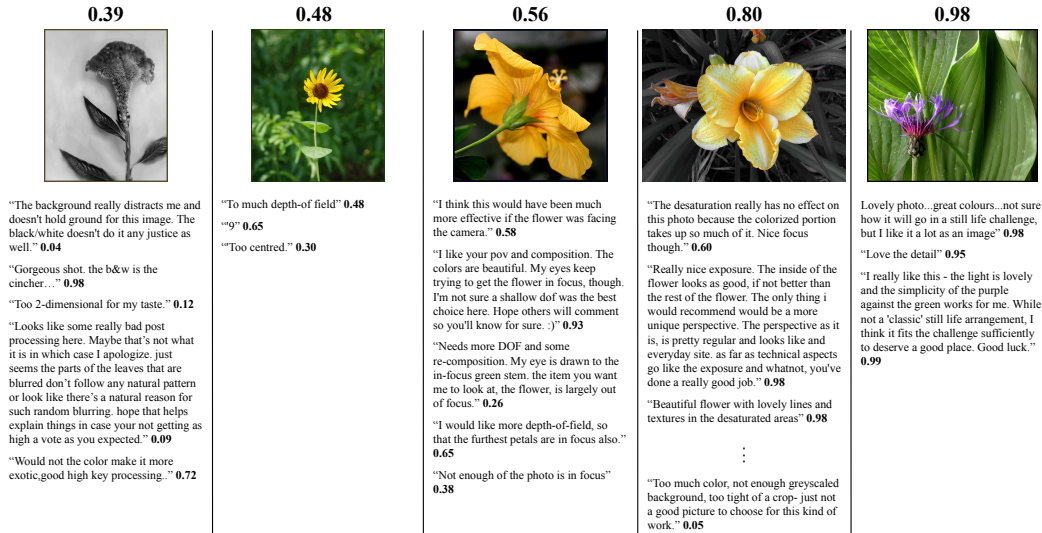 0.39
“The background really distracts me and
doesn't hold ground for this image. The
black/white doesn't do it any justice as
well.” 0.04
“Gorgeous shot. the b&w is the
cincher…” 0.98
“Too 2-dimensional for my taste.” 0.12
“Looks like some really bad post
processing here. Maybe that’s not what
it is in which case I apologize. just
seems the parts of the leaves that are
blurred don’t follow any natural pattern
or look like there’s a natural reason for
such random blurring. hope that helps
explain things in case your not getting as
high a vote as you expected.” 0.09
“Would not the color make it more
exotic,good high key processing..” 0.72
0.48
“To much depth-of field” 0.48
“'9” 0.65
“'Too centred.” 0.30
0.56
“I think this would have been much
more effective if the flower was facing
the camera.” 0.58
“I like your pov and composition. The
colors are beautiful. My eyes keep
trying to get the flower in focus, though.
I'm not sure a shallow dof was the best
choice here. Hope others will comment
so you'll know for sure. :)” 0.93
“Needs more DOF and some
re-composition. My eye is drawn to the
in-focus green stem. the item you want
me to look at, the flower, is largely out
of focus.” 0.26
“I would like more depth-of-field, so
that the furthest petals are in focus also.”
0.65
“Not enough of the photo is in focus”
0.38
0.80
“The desaturation really has no effect on
this photo because the colorized portion
takes up so much of it. Nice focus
though.” 0.60
“Really nice exposure. The inside of the
flower looks as good, if not better than
the rest of the flower. The only thing i
would recommend would be a more
unique perspective. The perspective as it
is, is pretty regular and looks like and
everyday site. as far as technical aspects
go like the exposure and whatnot, you've
done a really good job.” 0.98
“Beautiful flower with lovely lines and
textures in the desaturated areas” 0.98
⋮
“Too much color, not enough greyscaled
background, too tight of a crop- just not
a good picture to choose for this kind of
work.” 0.05
0.98
Lovely photo...great colours...not sure
how it will go in a still life challenge,
but I like it a lot as an image” 0.98
“Love the detail” 0.95
“I really like this - the light is lovely
and the simplicity of the purple
against the green works for me. While
not a 'classic' still life arrangement, I
think it fits the challenge sufficiently
to deserve a good place. Good luck.”
0.99